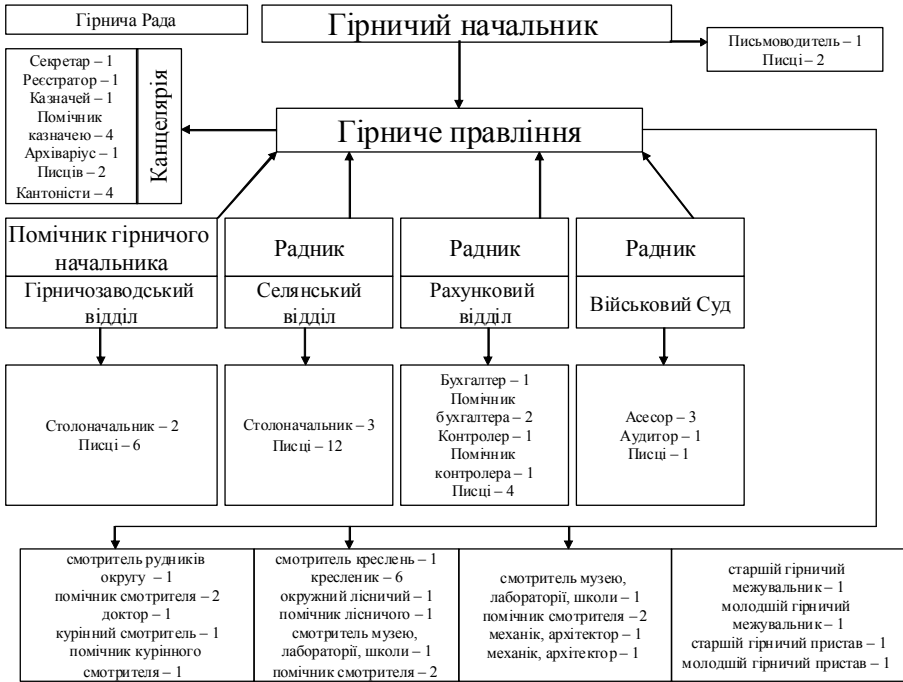 Гірнича Рада
Гірничий начальник
Письмоводитель – 1
Писці – 2
Секретар – 1
Реєстратор – 1
Казначей – 1
Помічник
казначею – 4
Архіваріус – 1
Писців – 2
Кантоністи – 4
Канцелярія
Гірниче правління
Помічник гірничого
начальника
Гірничозаводський
відділ
Радник
Селянський
відділ
Радник
Рахунковий
відділ
Радник
Військовий Суд
Столоначальник – 2
Писці – 6
Столоначальник – 3
Писці – 12
Бухгалтер – 1
Помічник
бухгалтера – 2
Контролер – 1
Помічник
контролера – 1
Писці – 4
Асесор – 3
Аудитор – 1
Писці – 1
смотритель рудників
округу – 1
помічник смотрителя – 2
доктор – 1
курінний смотритель – 1
помічник курінного
смотрителя – 1
смотритель креслень – 1
кресленик – 6
окружний лісничий – 1
помічник лісничого – 1
смотритель музею,
лабораторії, школи – 1
помічник смотрителя – 2
смотритель музею,
лабораторії, школи – 1
помічник смотрителя – 2
механік, архітектор – 1
механік, архітектор – 1
старшій гірничий
межувальник – 1
молодшій гірничий
межувальник – 1
старшій гірничий пристав – 1
молодшій гірничий пристав – 1